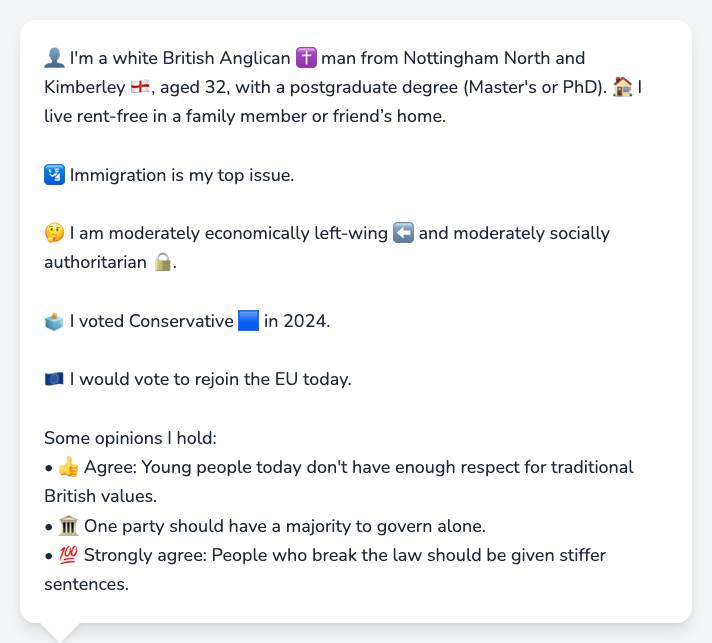 👤 I'm a white British Anglican ✝️ man from Nottingham North and
Kimberley 🏴󠁧󠁢󠁥󠁮󠁧󠁿, aged 32, with a postgraduate degree (Master's or PhD). 🏠 I
live rent-free in a family member or friend’s home.
🛂 Immigration is my top issue.
🤔 I am moderately economically left-wing ⬅️ and moderately socially
authoritarian 🔒.
🗳️ I voted Conservative 🟦 in 2024.
🇪🇺 I would vote to rejoin the EU today.
Some opinions I hold:
• 👍 Agree: Young people today don't have enough respect for traditional
British values.
• 🏛️ One party should have a majority to govern alone.
• 💯 Strongly agree: People who break the law should be given stiffer
sentences.